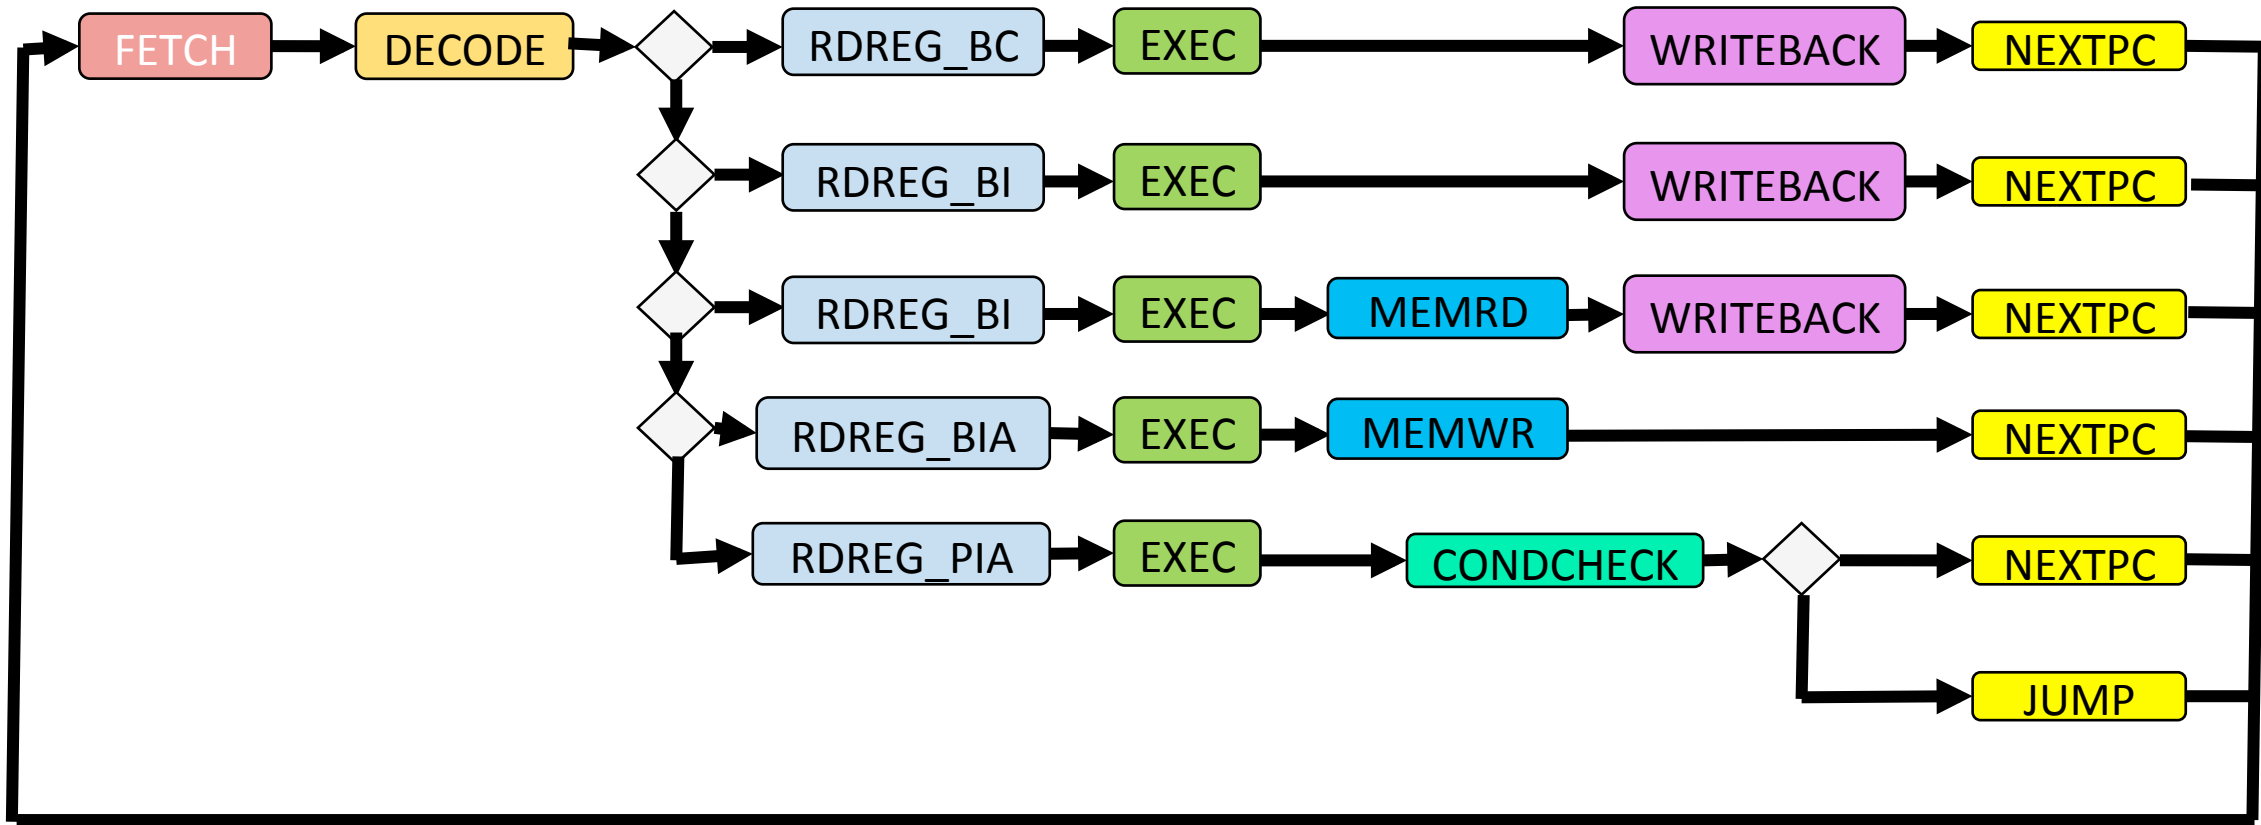 FETCH
DECODE
RDREG_BC
EXEC
WRITEBACK
NEXTPC
RDREG_BI
EXEC
WRITEBACK
NEXTPC
RDREG_BI
EXEC
MEMRD
WRITEBACK
NEXTPC
RDREG_BIA
EXEC
MEMWR
NEXTPC
RDREG_PIA
EXEC
CONDCHECK
NEXTPC
JUMP